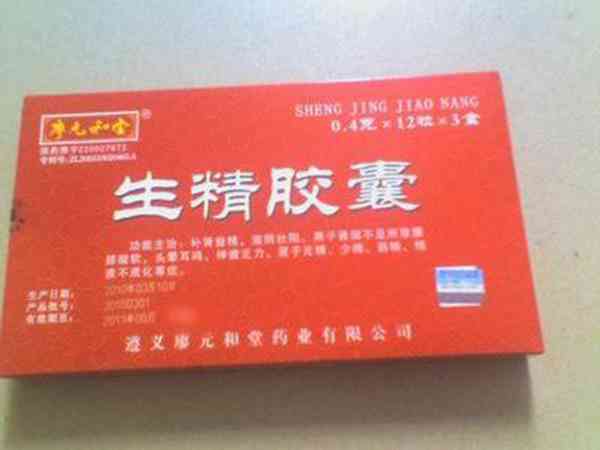 廖元和堂®
SHENG JING JIAO NANG
0.4克×12粒×3盒
生精胶囊
功能主治：补肾益精，滋阴壮阳。用于肾阳不足所致腰
膝酸软，头晕耳鸣，神疲乏力，男子无精、少精、弱精、精
液不液化等症。
生产日期：
产品批号：
有效期至：
遵义廖元和堂药业有限公司